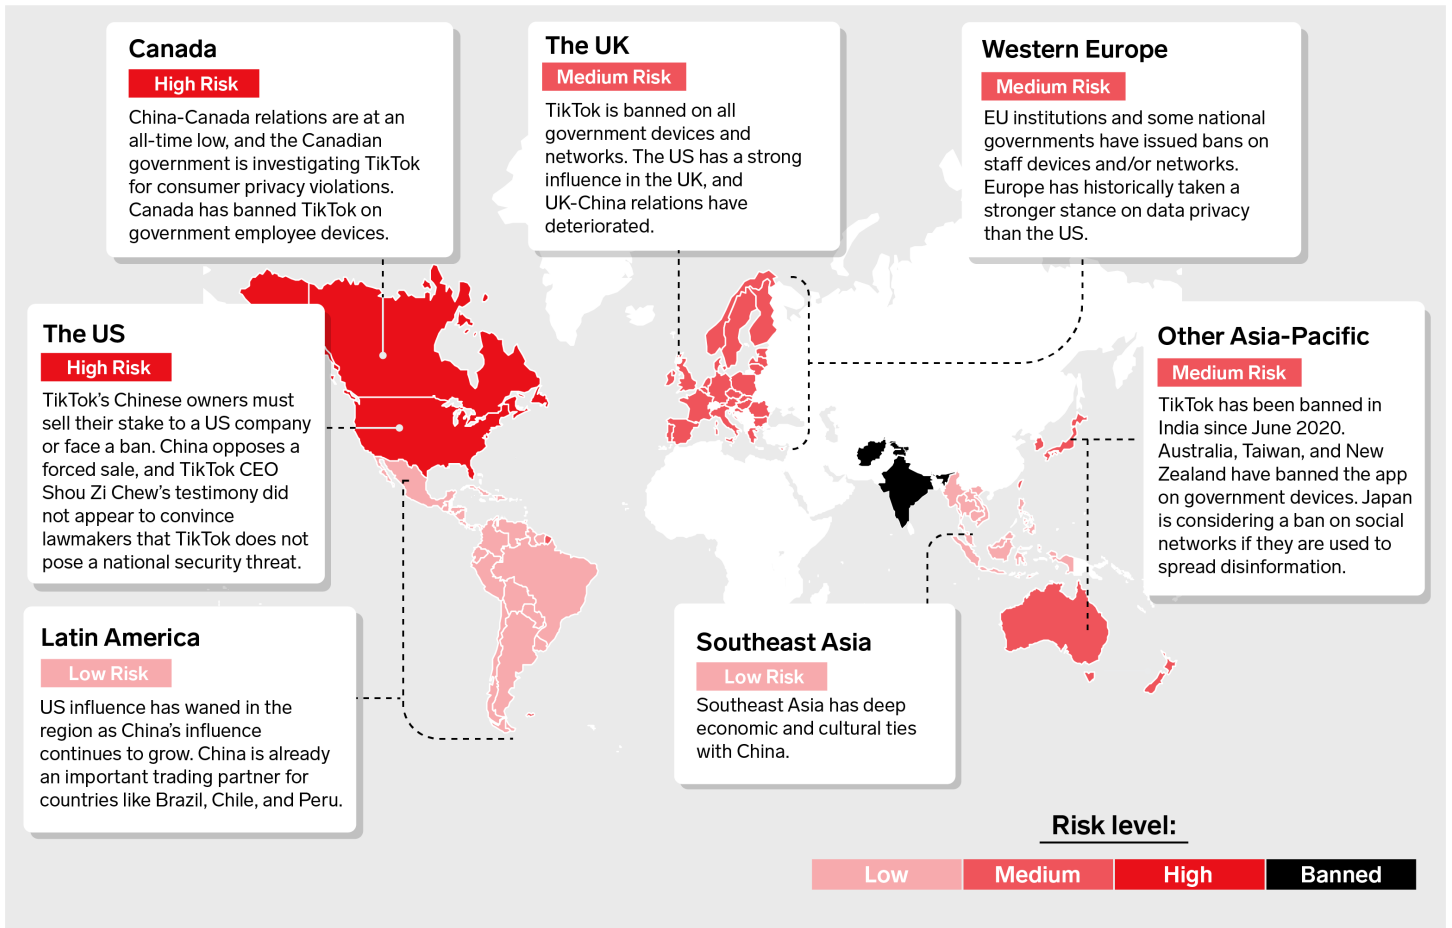 Canada
High Risk
China-Canada relations are at an
all-time low, and the Canadian
government is investigating TikTok
for consumer privacy violations.
Canada has banned TikTok on
government employee devices.
The UK
Medium Risk
TikTok is banned on all
government devices and
networks. The US has a strong
influence in the UK, and
UK-China relations have
deteriorated.
Western Europe
Medium Risk
EU institutions and some national
governments have issued bans on
staff devices and/or networks.
Europe has historically taken a
stronger stance on data privacy
than the US.
The US
High Risk
TikTok's Chinese owners must
sell their stake to a US company
or face a ban. China opposes a
forced sale, and TikTok CEO
Shou Zi Chew's testimony did
not appear to convince
lawmakers that TikTok does not
pose a national security threat.
Other Asia-Pacific
Medium Risk
TikTok has been banned in
India since June 2020.
Australia, Taiwan, and New
Zealand have banned the app
on government devices. Japan
is considering a ban on social
networks if they are used to
spread disinformation.
Latin America
Low Risk
US influence has waned in the
region as China's influence
continues to grow. China is already
an important trading partner for
countries like Brazil, Chile, and Peru.
Southeast Asia
Low Risk
Southeast Asia has deep
economic and cultural ties
with China.
Risk level:
Low
Medium
High
Banned